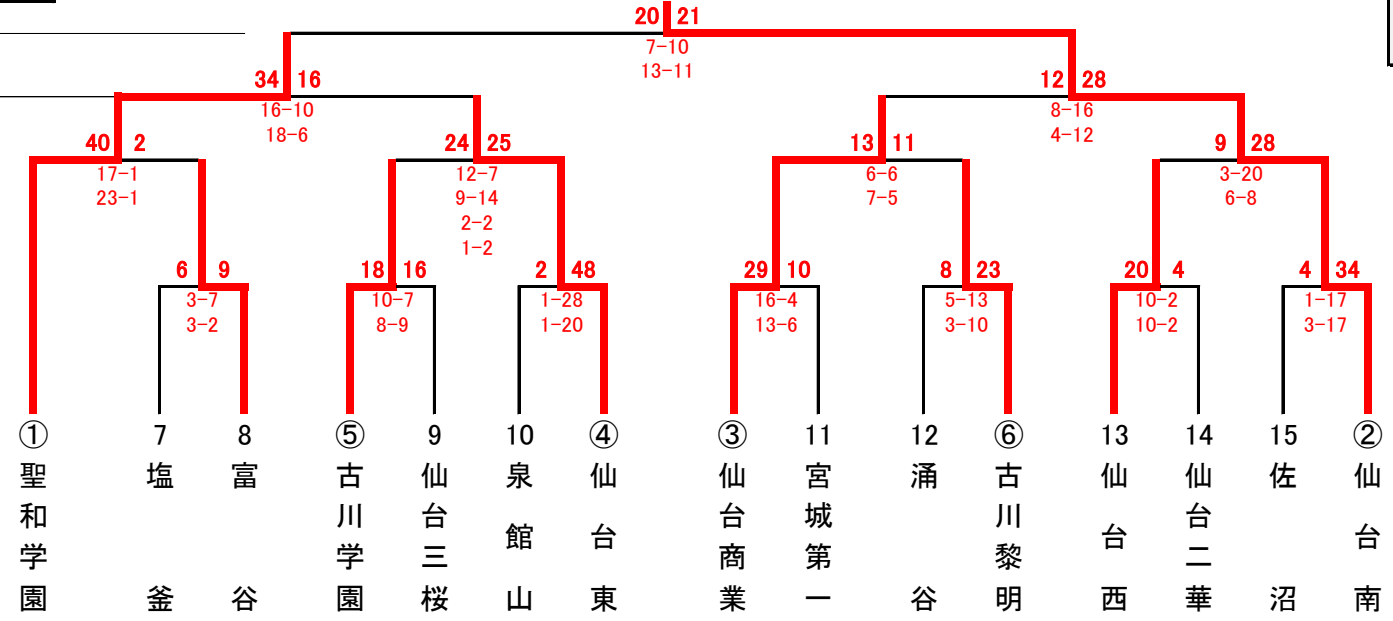 20 21
7-10
13-11
34 16
16-10
18-6
12 28
8-16
4-12
40 2
17-1
23-1
24 25
12-7
9-14
2-2
1-2
13 11
6-6
7-5
9 28
3-20
6-8
6 9
3-7
3-2
18 16
10-7
8-9
2 48
1-28
1-20
29 10
16-4
13-6
8 23
5-13
3-10
20 4
10-2
10-2
4 34
1-17
3-17
① 聖和学園
7 塩釜
8 富谷
⑤ 古川学園
9 仙台三桜
10 泉館山
④ 仙台東
③ 仙台商業
11 宮城第一
12 涌谷
⑥ 古川黎明
13 仙台西
14 仙台二華
15 佐沼
② 仙台南